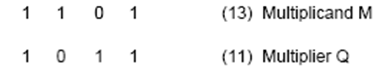 1 1 0 1 (13) Multiplicand M
1 0 1 1 (11) Multiplier Q